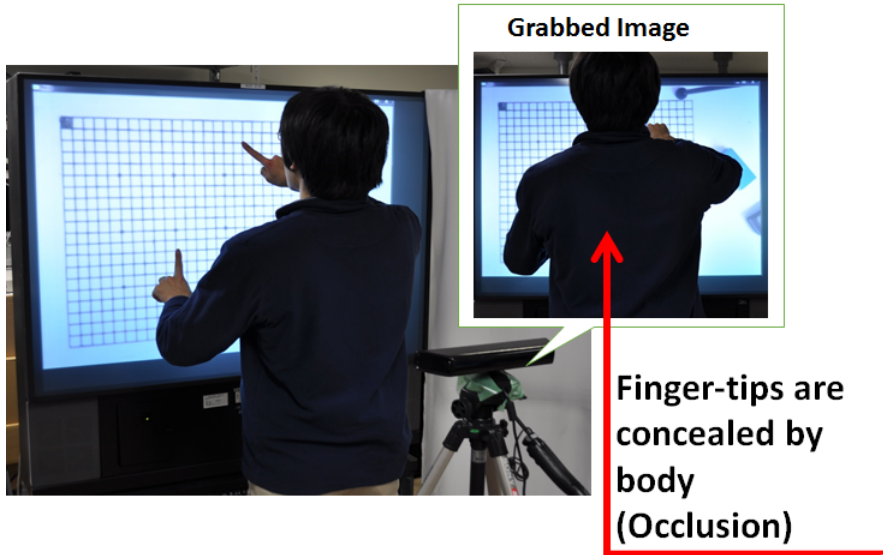 Grabbed Image
Finger-tips are
concealed by
body
(Occlusion)